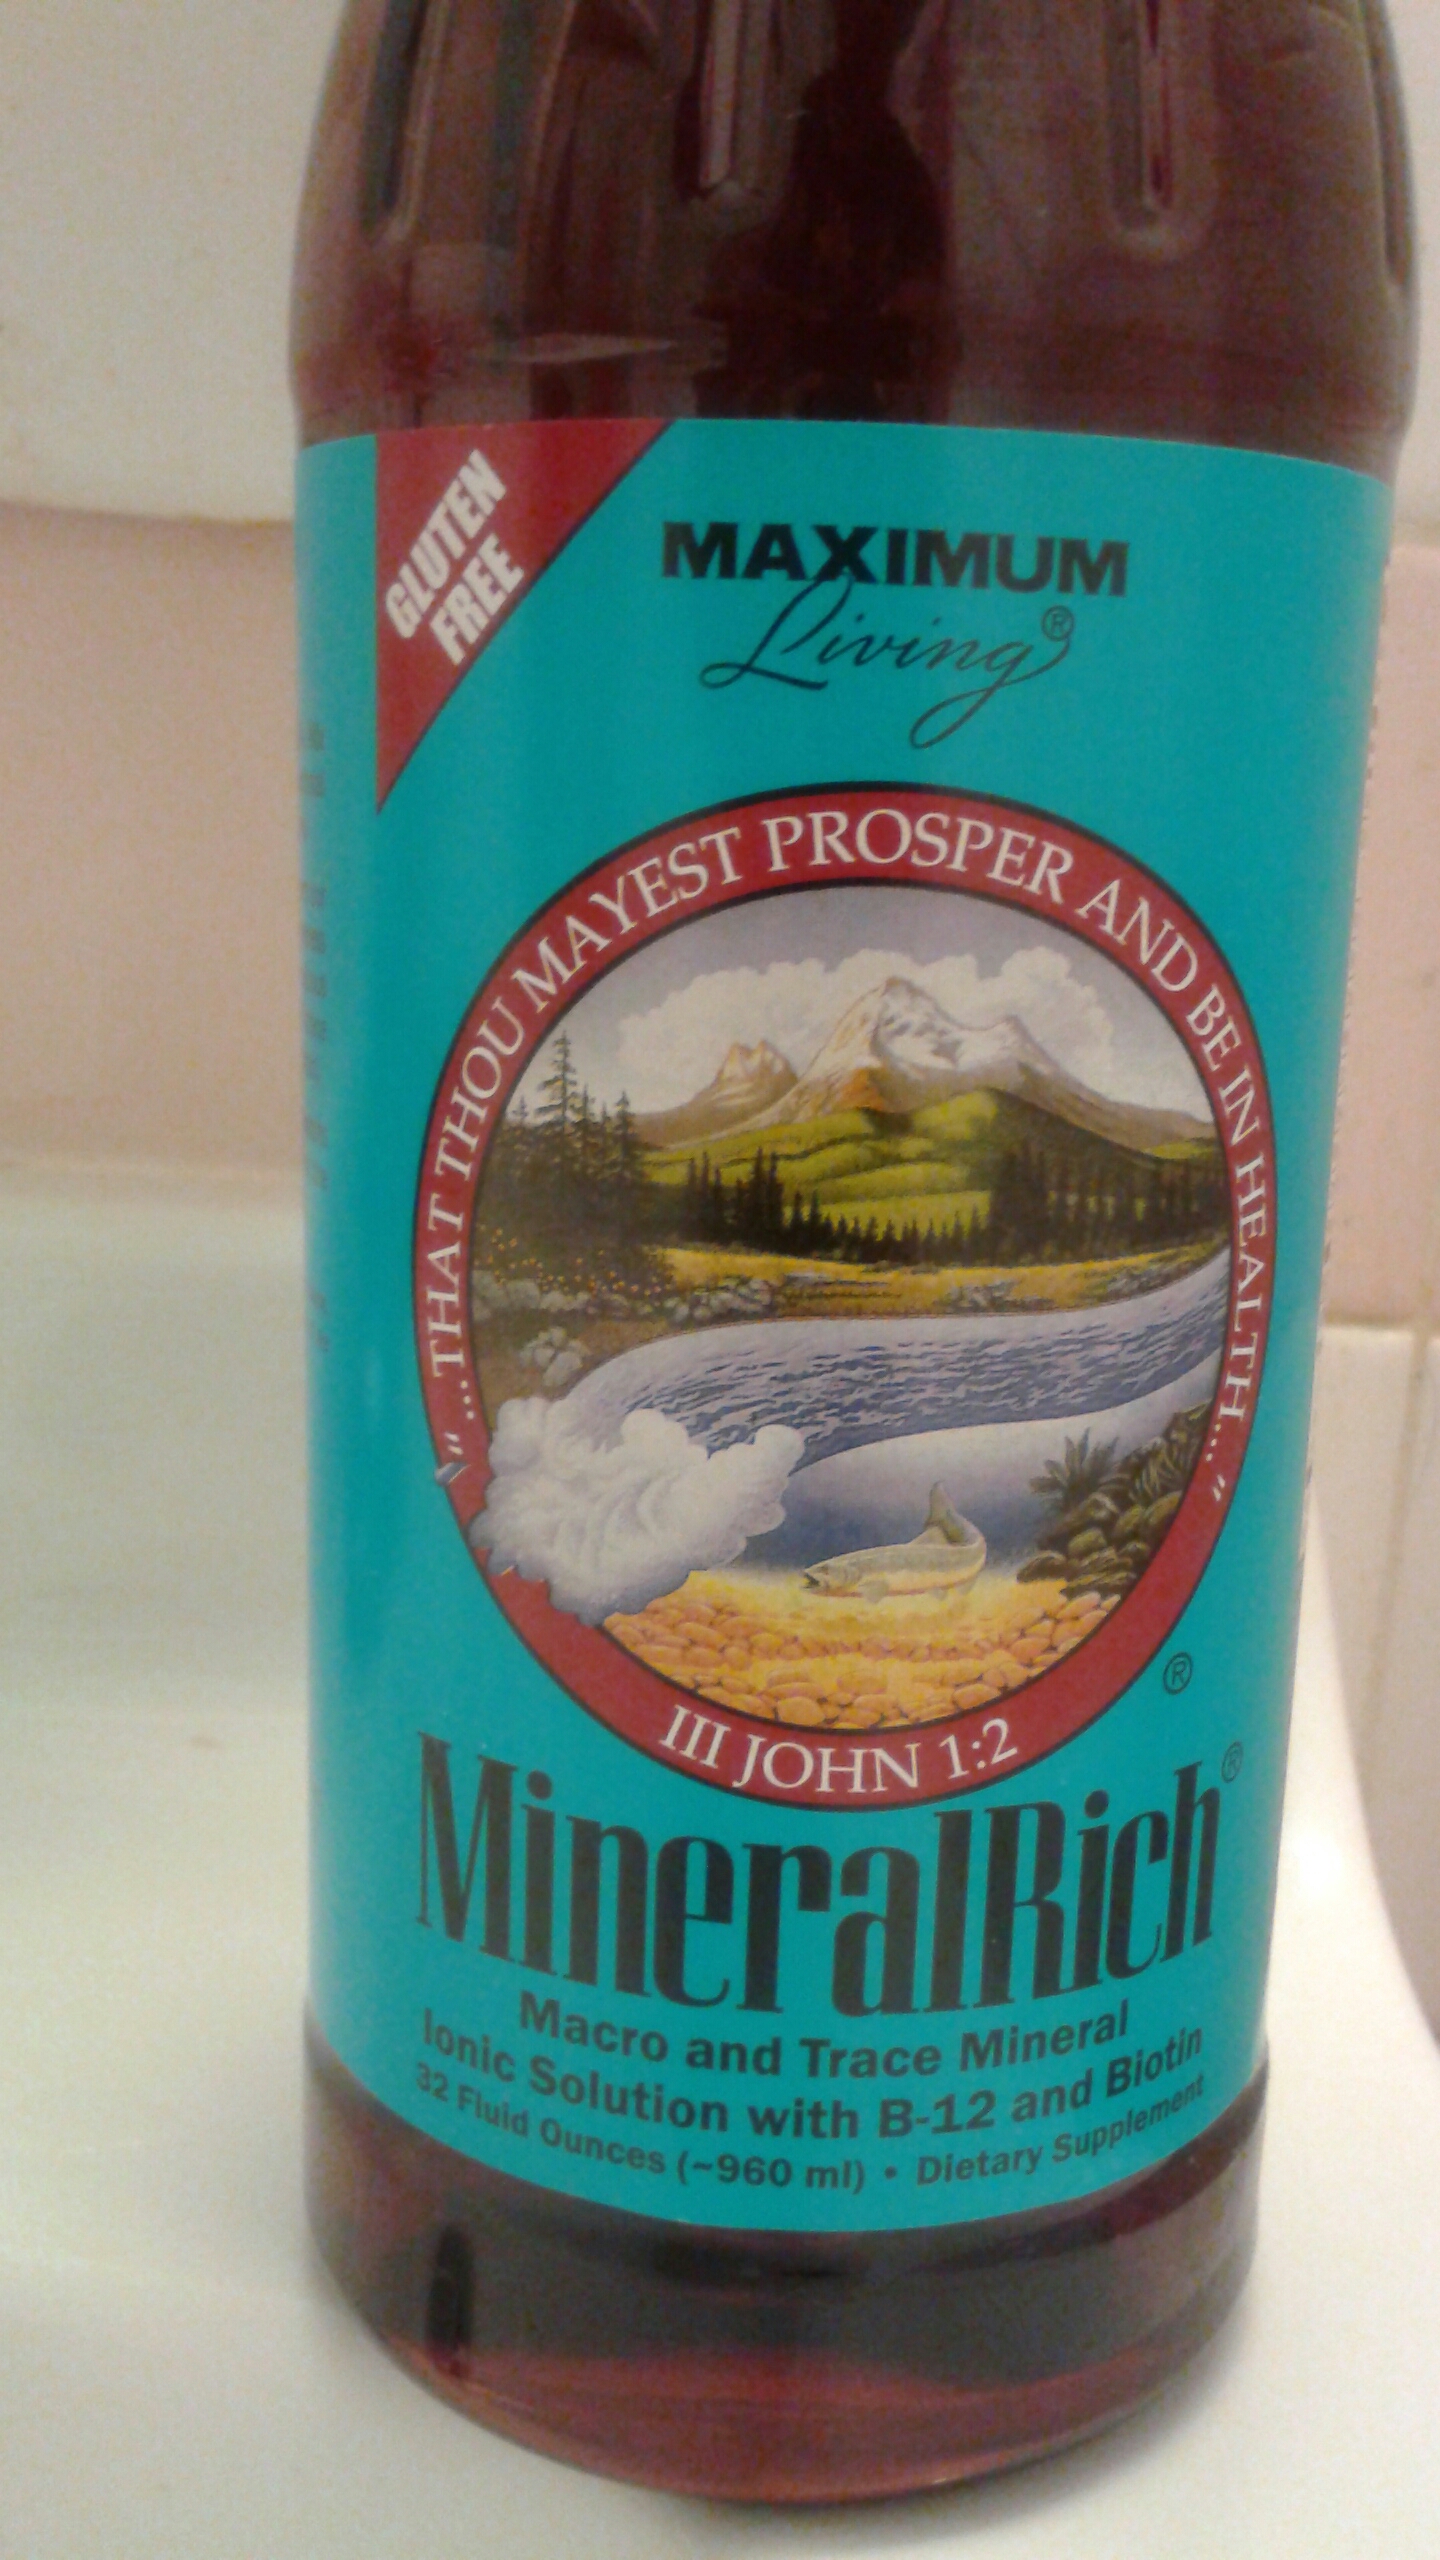 GLUTEN
FREE
MAXIMUM
Living®
"...THAT THOU MAYEST PROSPER AND BE IN HEALTH..."
III JOHN 1:2
®
MineralRich®
Macro and Trace Mineral
Ionic Solution with B-12 and Biotin
32 Fluid Ounces (~960 ml) • Dietary Supplement